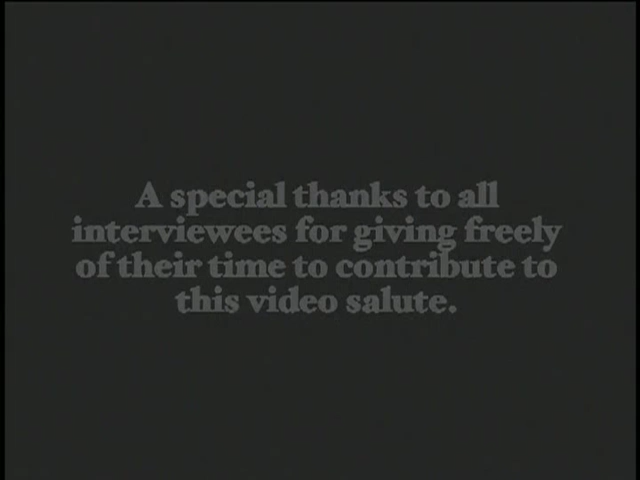 A special thanks to all
interviewees for giving freely
of their time to contribute to
this video salute.